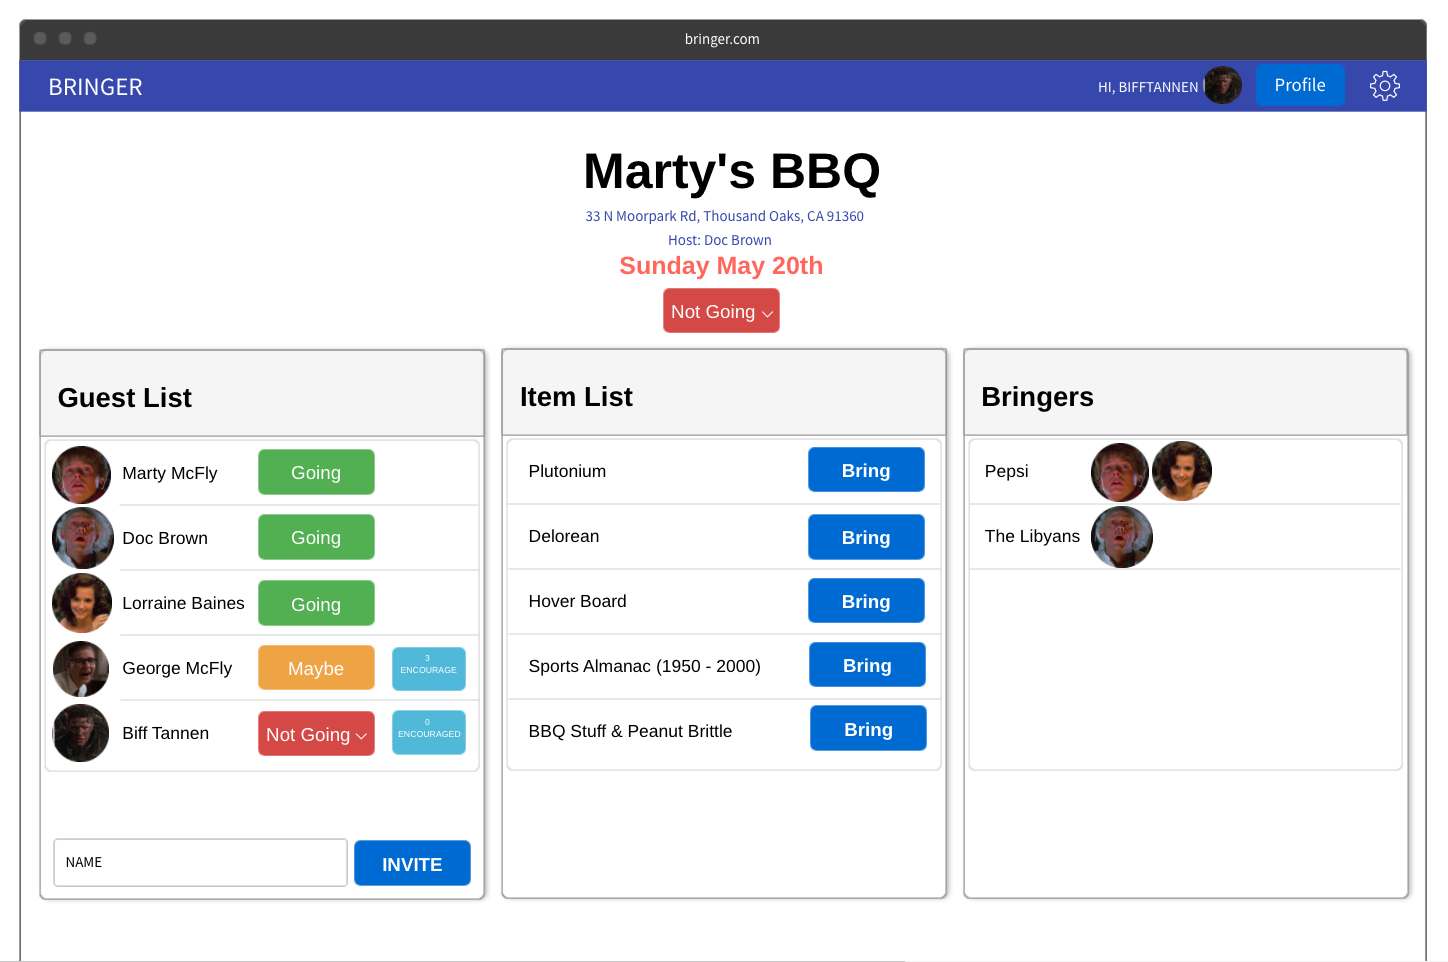 bringer.com
BRINGER
HI, BIFFTANNEN
Profile
Marty's BBQ
33 N Moorpark Rd, Thousand Oaks, CA 91360
Host: Doc Brown
Sunday May 20th
Not Going
Guest List
Marty McFly Going
Doc Brown Going
Lorraine Baines Going
George McFly Maybe
3
ENCOURAGE
Biff Tannen Not Going
0
ENCOURAGED
NAME
INVITE
Item List
Plutonium Bring
Delorean Bring
Hover Board Bring
Sports Almanac (1950 - 2000) Bring
BBQ Stuff & Peanut Brittle Bring
Bringers
Pepsi
The Libyans